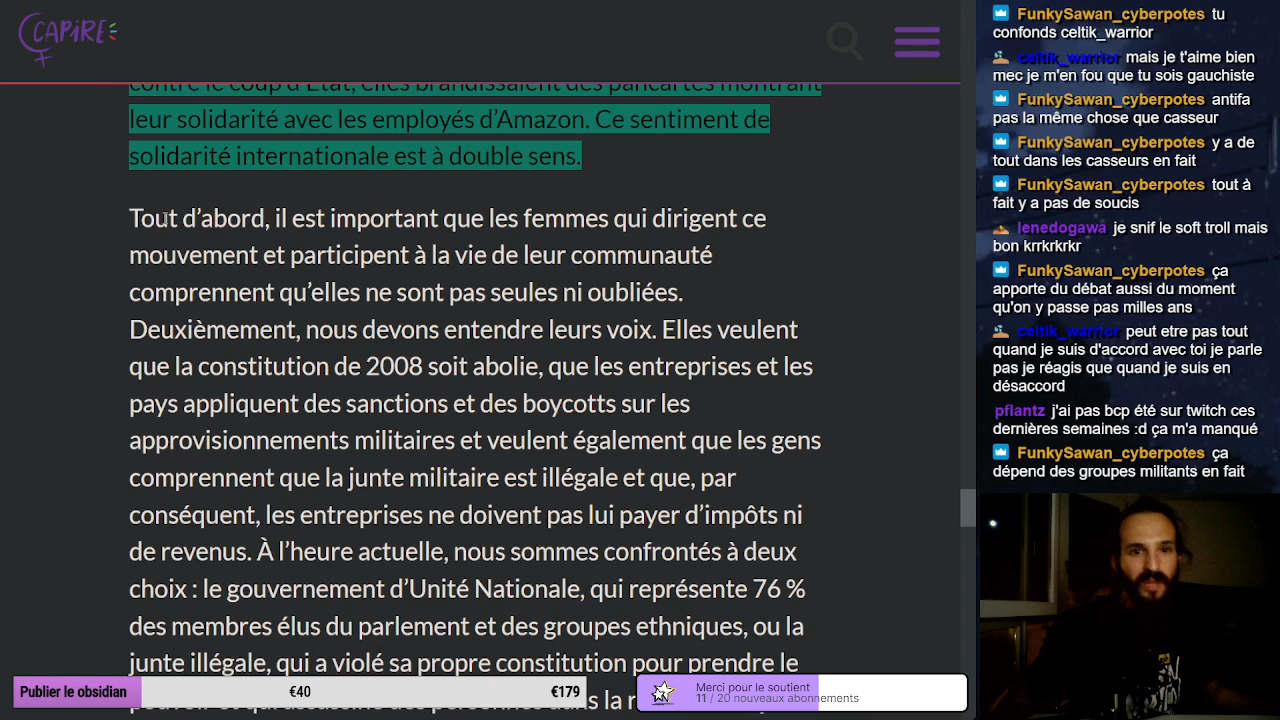 CAPiRE
contre le coup d'État, elles brandissaient des pancartes montrant
leur solidarité avec les employés d'Amazon. Ce sentiment de
solidarité internationale est à double sens.
Tout d'abord, il est important que les femmes qui dirigent ce
mouvement et participent à la vie de leur communauté
comprennent qu'elles ne sont pas seules ni oubliées.
Deuxièmement, nous devons entendre leurs voix. Elles veulent
que la constitution de 2008 soit abolie, que les entreprises et les
pays appliquent des sanctions et des boycotts sur les
approvisionnements militaires et veulent également que les gens
comprennent que la junte militaire est illégale et que, par
conséquent, les entreprises ne doivent pas lui payer d'impôts ni
de revenus. À l'heure actuelle, nous sommes confrontés à deux
choix : le gouvernement d'Unité Nationale, qui représente 76 %
des membres élus du parlement et des groupes ethniques, ou la
junte illégale, qui a violé sa propre constitution pour prendre le
Publier le obsidian €40 €179
Merci pour le soutient
11 / 20 nouveaux abonnements
FunkySawan_cyberpotes tu
confonds celtik_warrior
celtik_warrior mais je t'aime bien
mec je m'en fou que tu sois gauchiste
FunkySawan_cyberpotes antifa
pas la même chose que casseur
FunkySawan_cyberpotes y a de
tout dans les casseurs en fait
FunkySawan_cyberpotes tout à
fait y a pas de soucis
lenedogawa je snif le soft troll mais
bon krrkrkrkr
FunkySawan_cyberpotes ça
apporte du débat aussi du moment
qu'on y passe pas milles ans
celtik_warrior peut etre pas tout
quand je suis d'accord avec toi je parle
pas je réagis que quand je suis en
désaccord
pflantz j'ai pas bcp été sur twitch ces
dernières semaines :d ça m'a manqué
FunkySawan_cyberpotes ça
dépend des groupes militants en fait